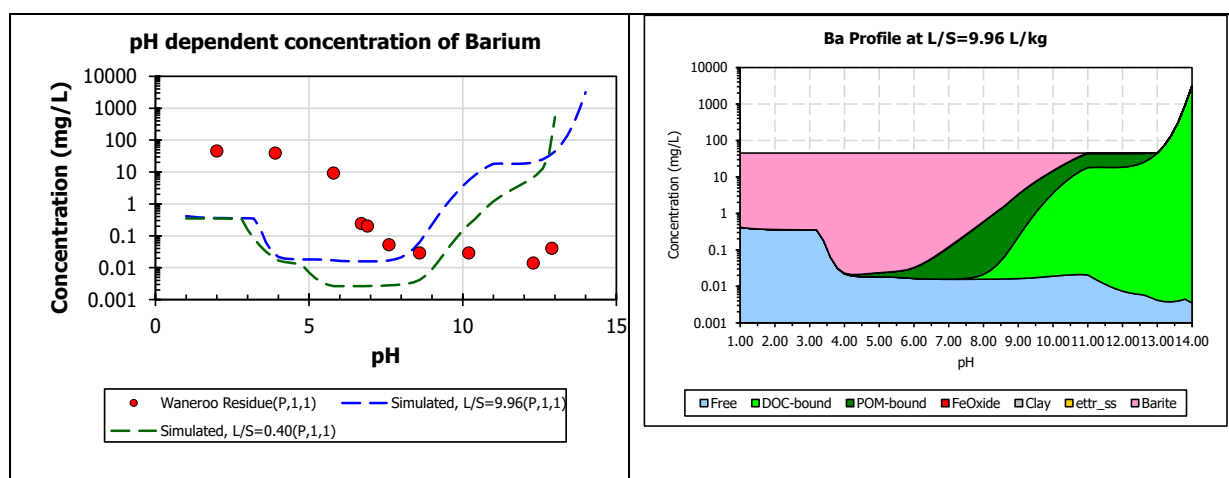 pH dependent concentration of Barium
10000
1000
100
10
1
0.1
0.01
0.001
Concentration (mg/L)
0 5 10 15
pH
Waneroo Residue(P,1,1) Simulated, L/S=9.96(P,1,1)
Simulated, L/S=0.40(P,1,1)
Ba Profile at L/S=9.96 L/kg
10000
1000
100
10
1
0.1
0.01
0.001
Concentration (mg/L)
1.00 2.00 3.00 4.00 5.00 6.00 7.00 8.00 9.00 10.00 11.00 12.00 13.00 14.00
pH
Free DOC-bound POM-bound FeOxide Clay ettr_ss Barite